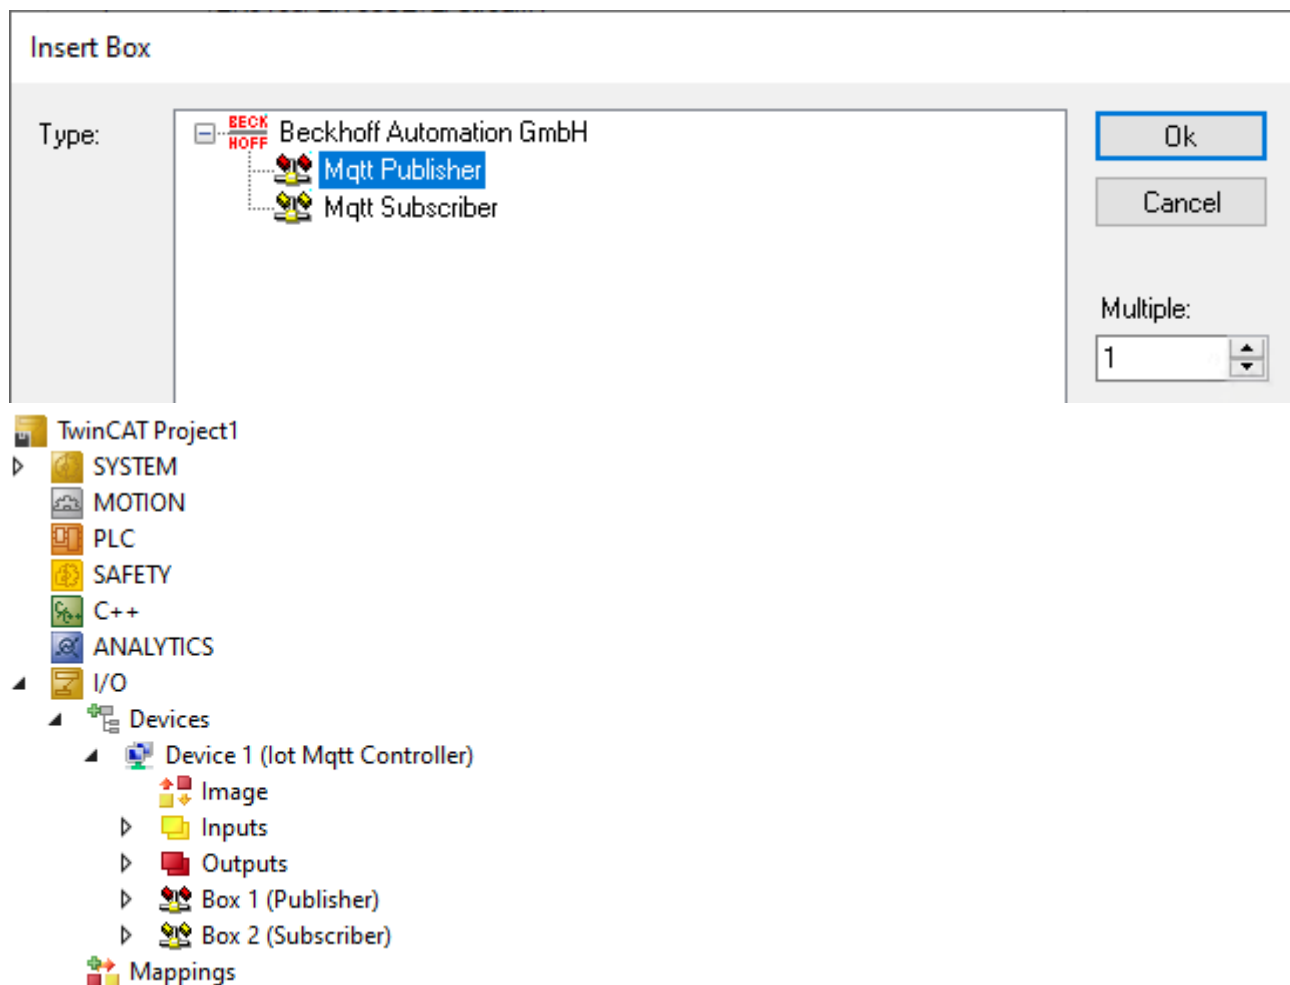 Insert Box
Type:
BECK
HOFF
Beckhoff Automation GmbH
Mqtt Publisher
Mqtt Subscriber
Ok
Cancel
Multiple:
1
TwinCAT Project1
SYSTEM
MOTION
PLC
SAFETY
C++
ANALYTICS
I/O
Devices
Device 1 (Iot Mqtt Controller)
Image
Inputs
Outputs
Box 1 (Publisher)
Box 2 (Subscriber)
Mappings